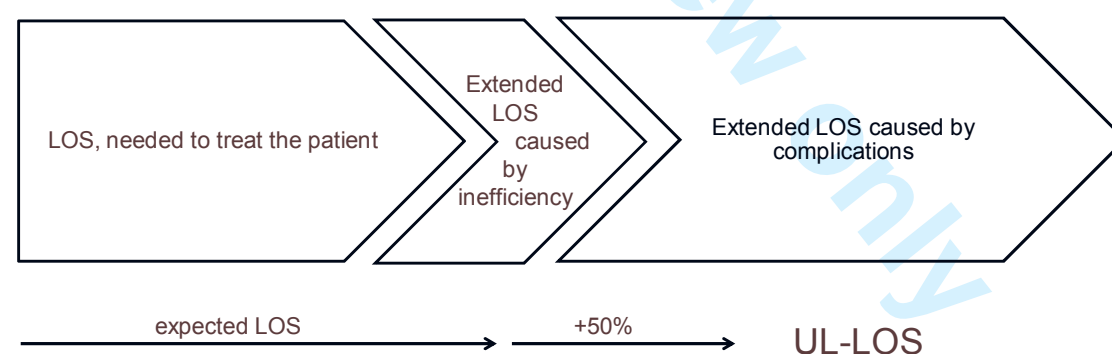 LOS, needed to treat the patient
Extended
LOS
caused
by
inefficiency
Extended LOS caused by
complications
expected LOS
+50%
UL-LOS
w only